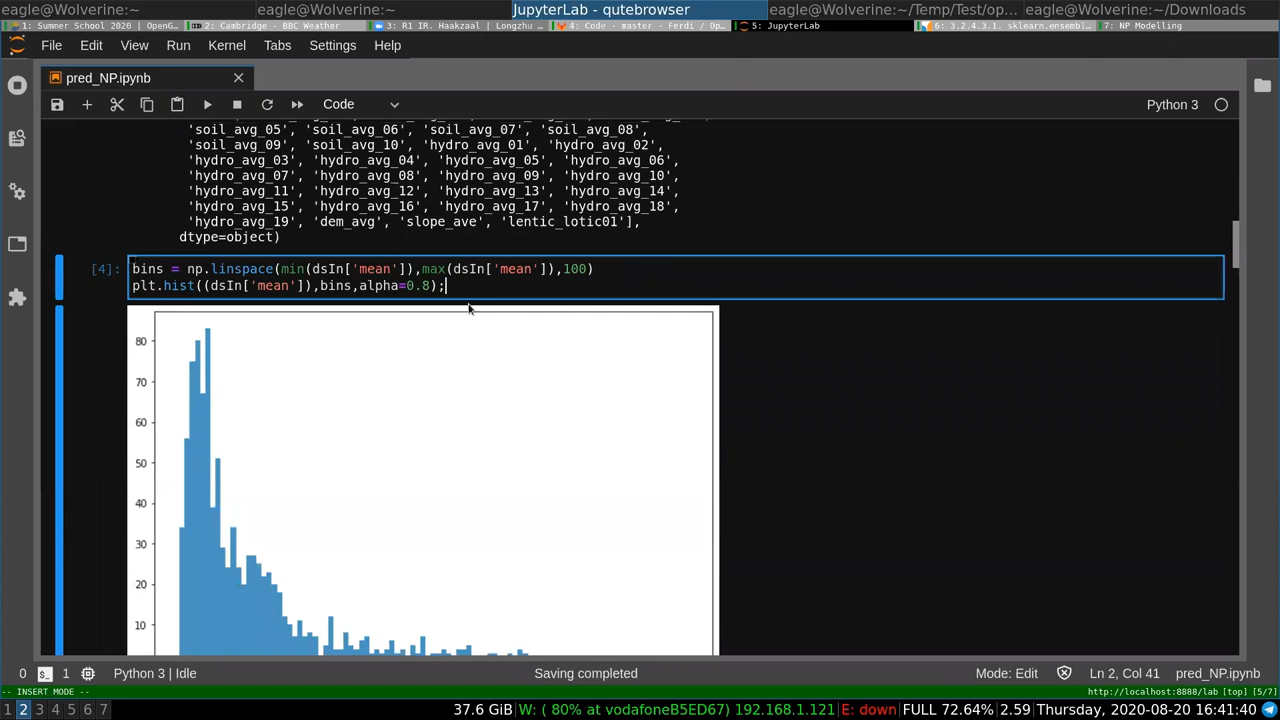 eagle@Wolverine:~
eagle@Wolverine:~
JupyterLab - qutebrowser
eagle@Wolverine:~/Temp/Test/op...
eagle@Wolverine:~/Downloads
1: Summer School 2020 | OpenG...
2: Cambridge - BBC Weather
3: R1 IR. Haakzaal | Longzhu ...
4: Code · master · Ferdi / Op...
5: JupyterLab
6: 3.2.4.3.1. sklearn.ensembl...
7: NP Modelling
File Edit View Run Kernel Tabs Settings Help
pred_NP.ipynb
Code
Python 3
'soil_avg_05', 'soil_avg_06', 'soil_avg_07', 'soil_avg_08',
'soil_avg_09', 'soil_avg_10', 'hydro_avg_01', 'hydro_avg_02',
'hydro_avg_03', 'hydro_avg_04', 'hydro_avg_05', 'hydro_avg_06',
'hydro_avg_07', 'hydro_avg_08', 'hydro_avg_09', 'hydro_avg_10',
'hydro_avg_11', 'hydro_avg_12', 'hydro_avg_13', 'hydro_avg_14',
'hydro_avg_15', 'hydro_avg_16', 'hydro_avg_17', 'hydro_avg_18',
'hydro_avg_19', 'dem_avg', 'slope_ave', 'lentic_lotic01'],
dtype=object)
[4]: bins = np.linspace(min(dsIn['mean']),max(dsIn['mean']),100)
plt.hist((dsIn['mean']),bins,alpha=0.8);
80
70
60
50
40
30
20
10
0 $_ 1 Python 3 | Idle Saving completed Mode: Edit Ln 2, Col 41 pred_NP.ipynb
-- INSERT MODE -- http://localhost:8888/lab [top] [5/7]
1 2 3 4 5 6 7 37.6 GiB W: ( 80% at vodafoneB5ED67) 192.168.1.121 E: down FULL 72.64% 2.59 Thursday, 2020-08-20 16:41:40